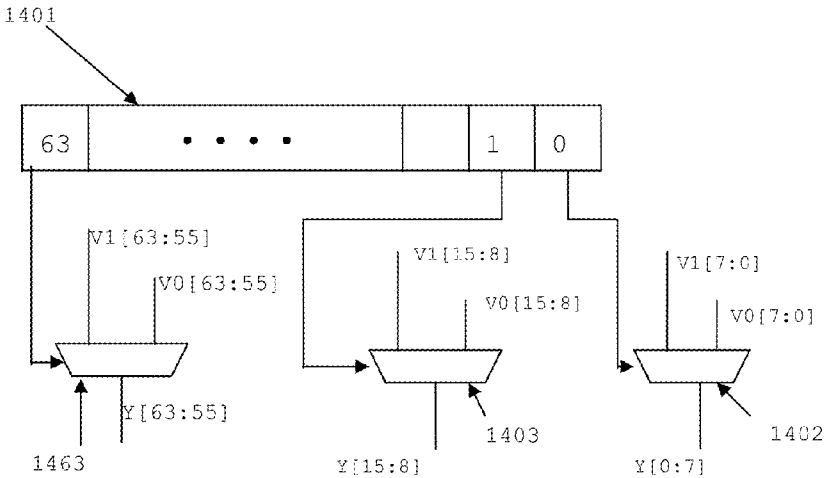 1401
63 • • • • 1 0
V1[63:55]
V0[63:55]
V1[15:8]
V0[15:8]
V1[7:0]
V0[7:0]
Y[63:55]
1463
1403
1402
Y[15:8]
Y[0:7]